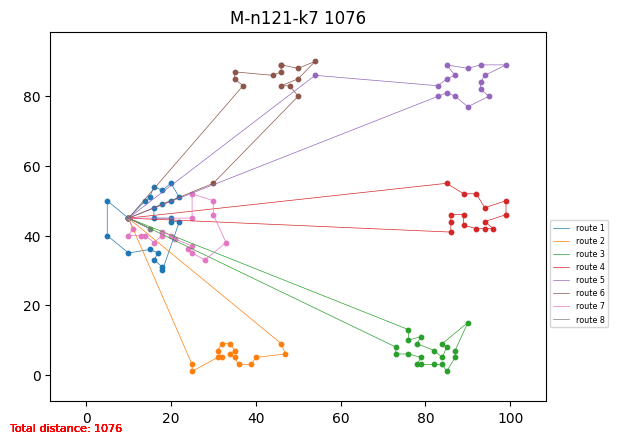 M-n121-k7 1076
80
60
40
20
0
0 20 40 60 80 100
route 1
route 2
route 3
route 4
route 5
route 6
route 7
route 8
Total distance: 1076